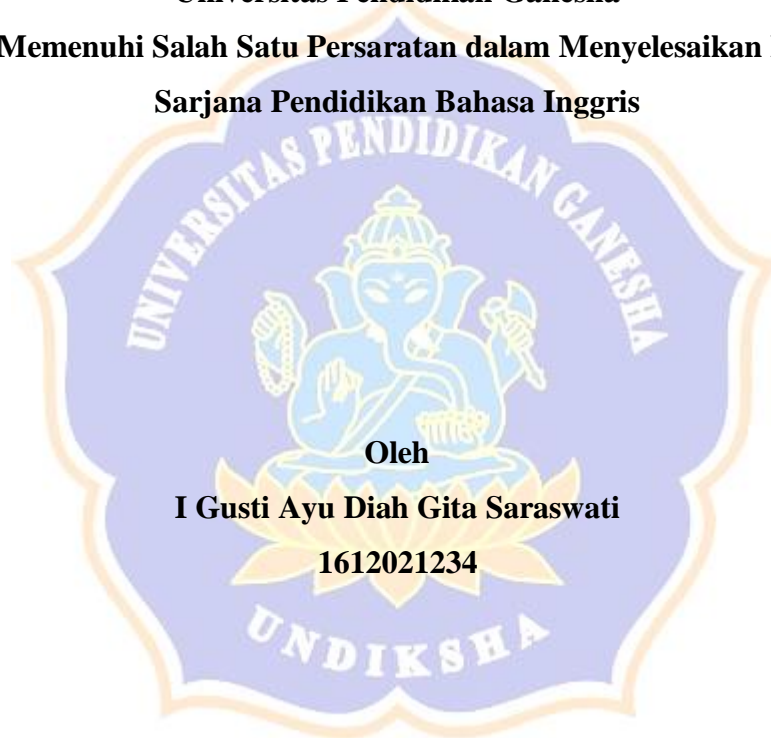 Universitas Pendidikan Ganesha
Memenuhi Salah Satu Persaratan dalam Menyelesaikan
Sarjana Pendidikan Bahasa Inggris
UNIVERSITAS PENDIDIKAN GANESHA
Oleh
I Gusti Ayu Diah Gita Saraswati
1612021234
UNDIKSHA